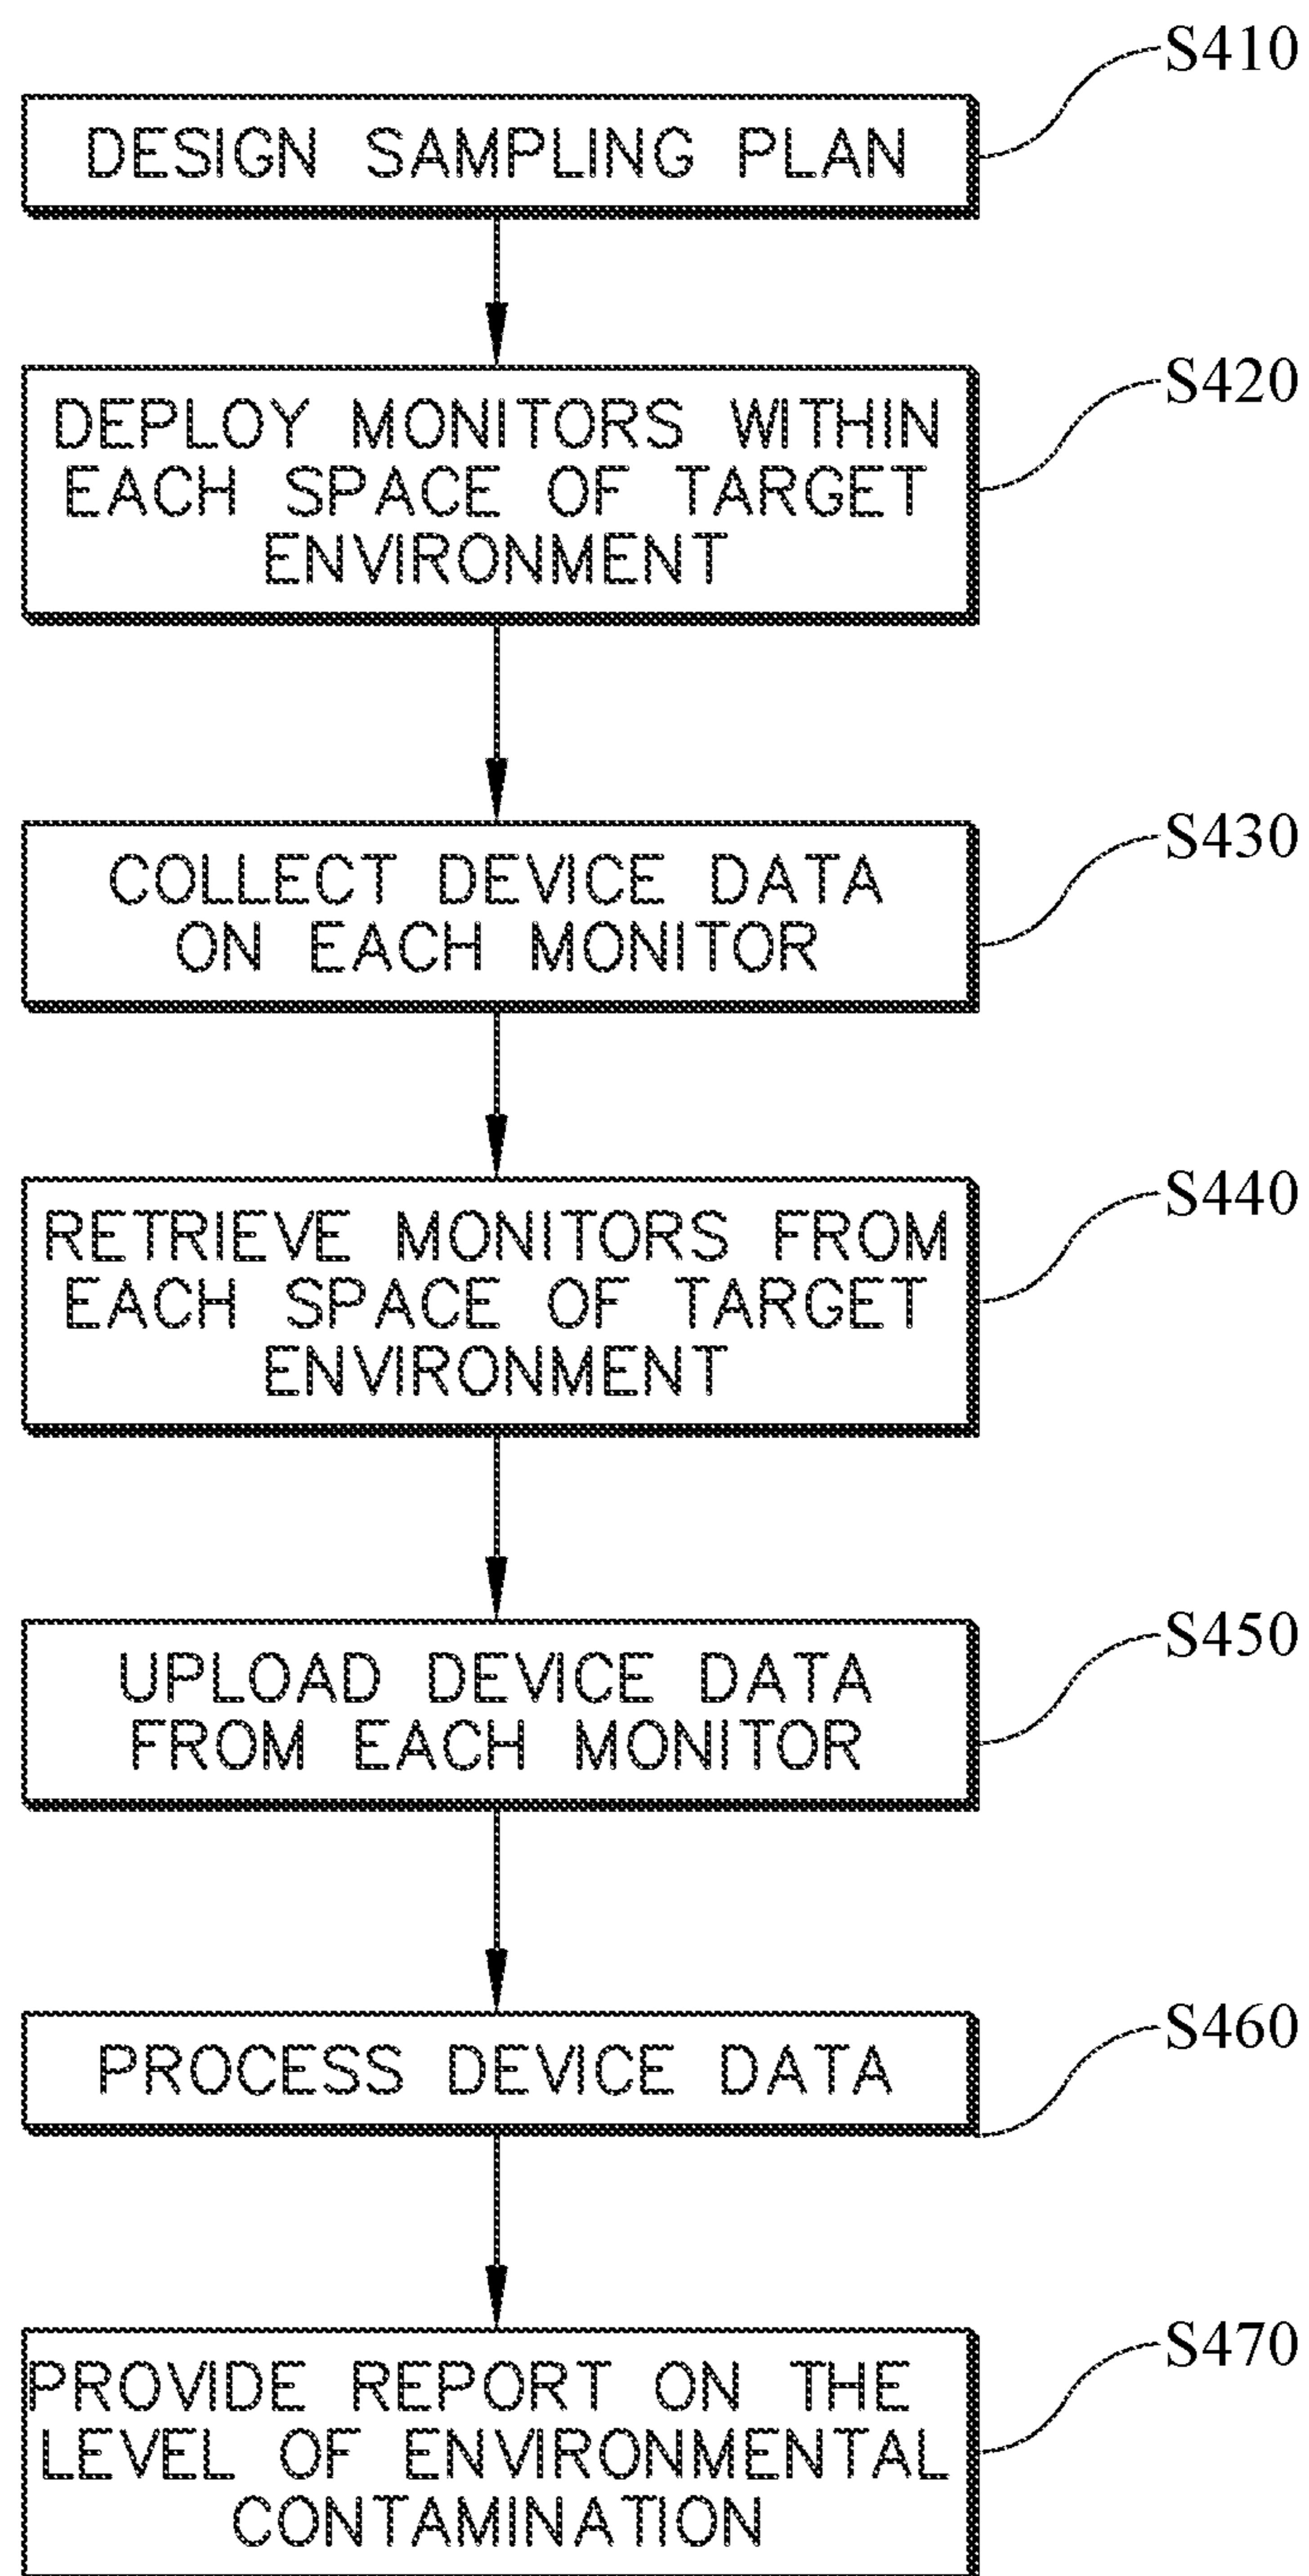 S410
DESIGN SAMPLING PLAN
S420
DEPLOY MONITORS WITHIN
EACH SPACE OF TARGET
ENVIRONMENT
S430
COLLECT DEVICE DATA
ON EACH MONITOR
S440
RETRIEVE MONITORS FROM
EACH SPACE OF TARGET
ENVIRONMENT
S450
UPLOAD DEVICE DATA
FROM EACH MONITOR
S460
PROCESS DEVICE DATA
S470
PROVIDE REPORT ON THE
LEVEL OF ENVIRONMENTAL
CONTAMINATION